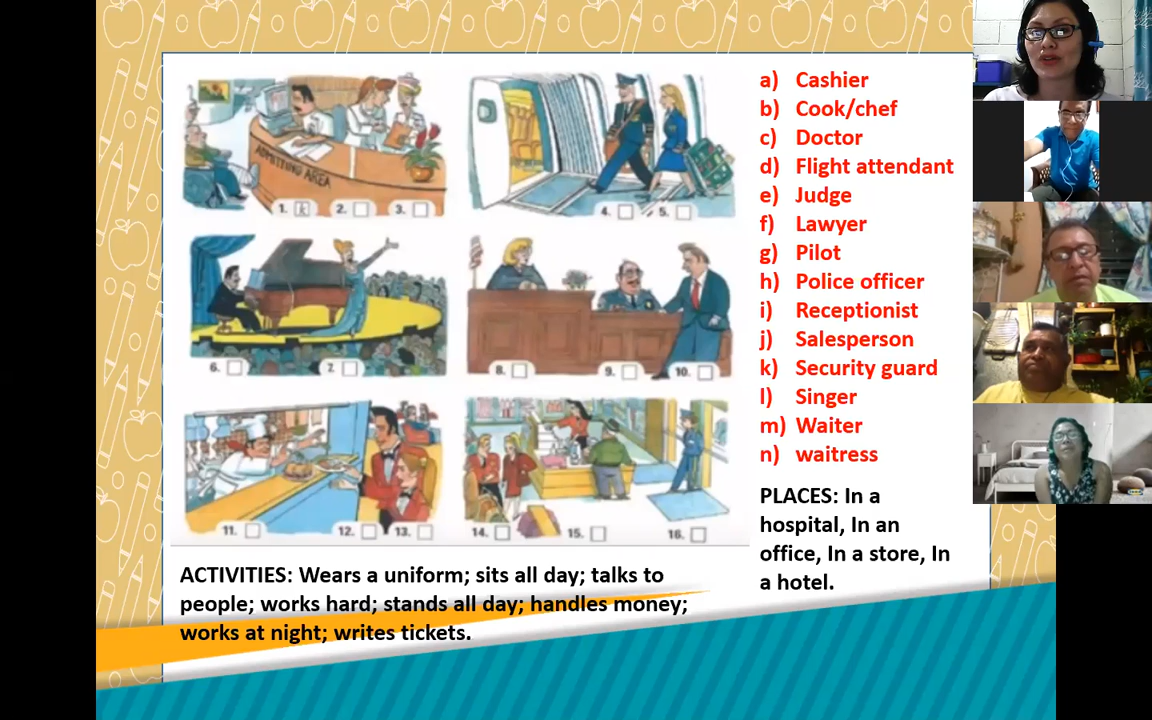 ADMITTING AREA
1. k 2. 3.
4. 5.
6. 7.
8. 9. 10.
11. 12. 13.
14. 15. 16.
a) Cashier
b) Cook/chef
c) Doctor
d) Flight attendant
e) Judge
f) Lawyer
g) Pilot
h) Police officer
i) Receptionist
j) Salesperson
k) Security guard
l) Singer
m) Waiter
n) waitress
PLACES: In a
hospital, In an
office, In a store, In
a hotel.
ACTIVITIES: Wears a uniform; sits all day; talks to
people; works hard; stands all day; handles money;
works at night; writes tickets.